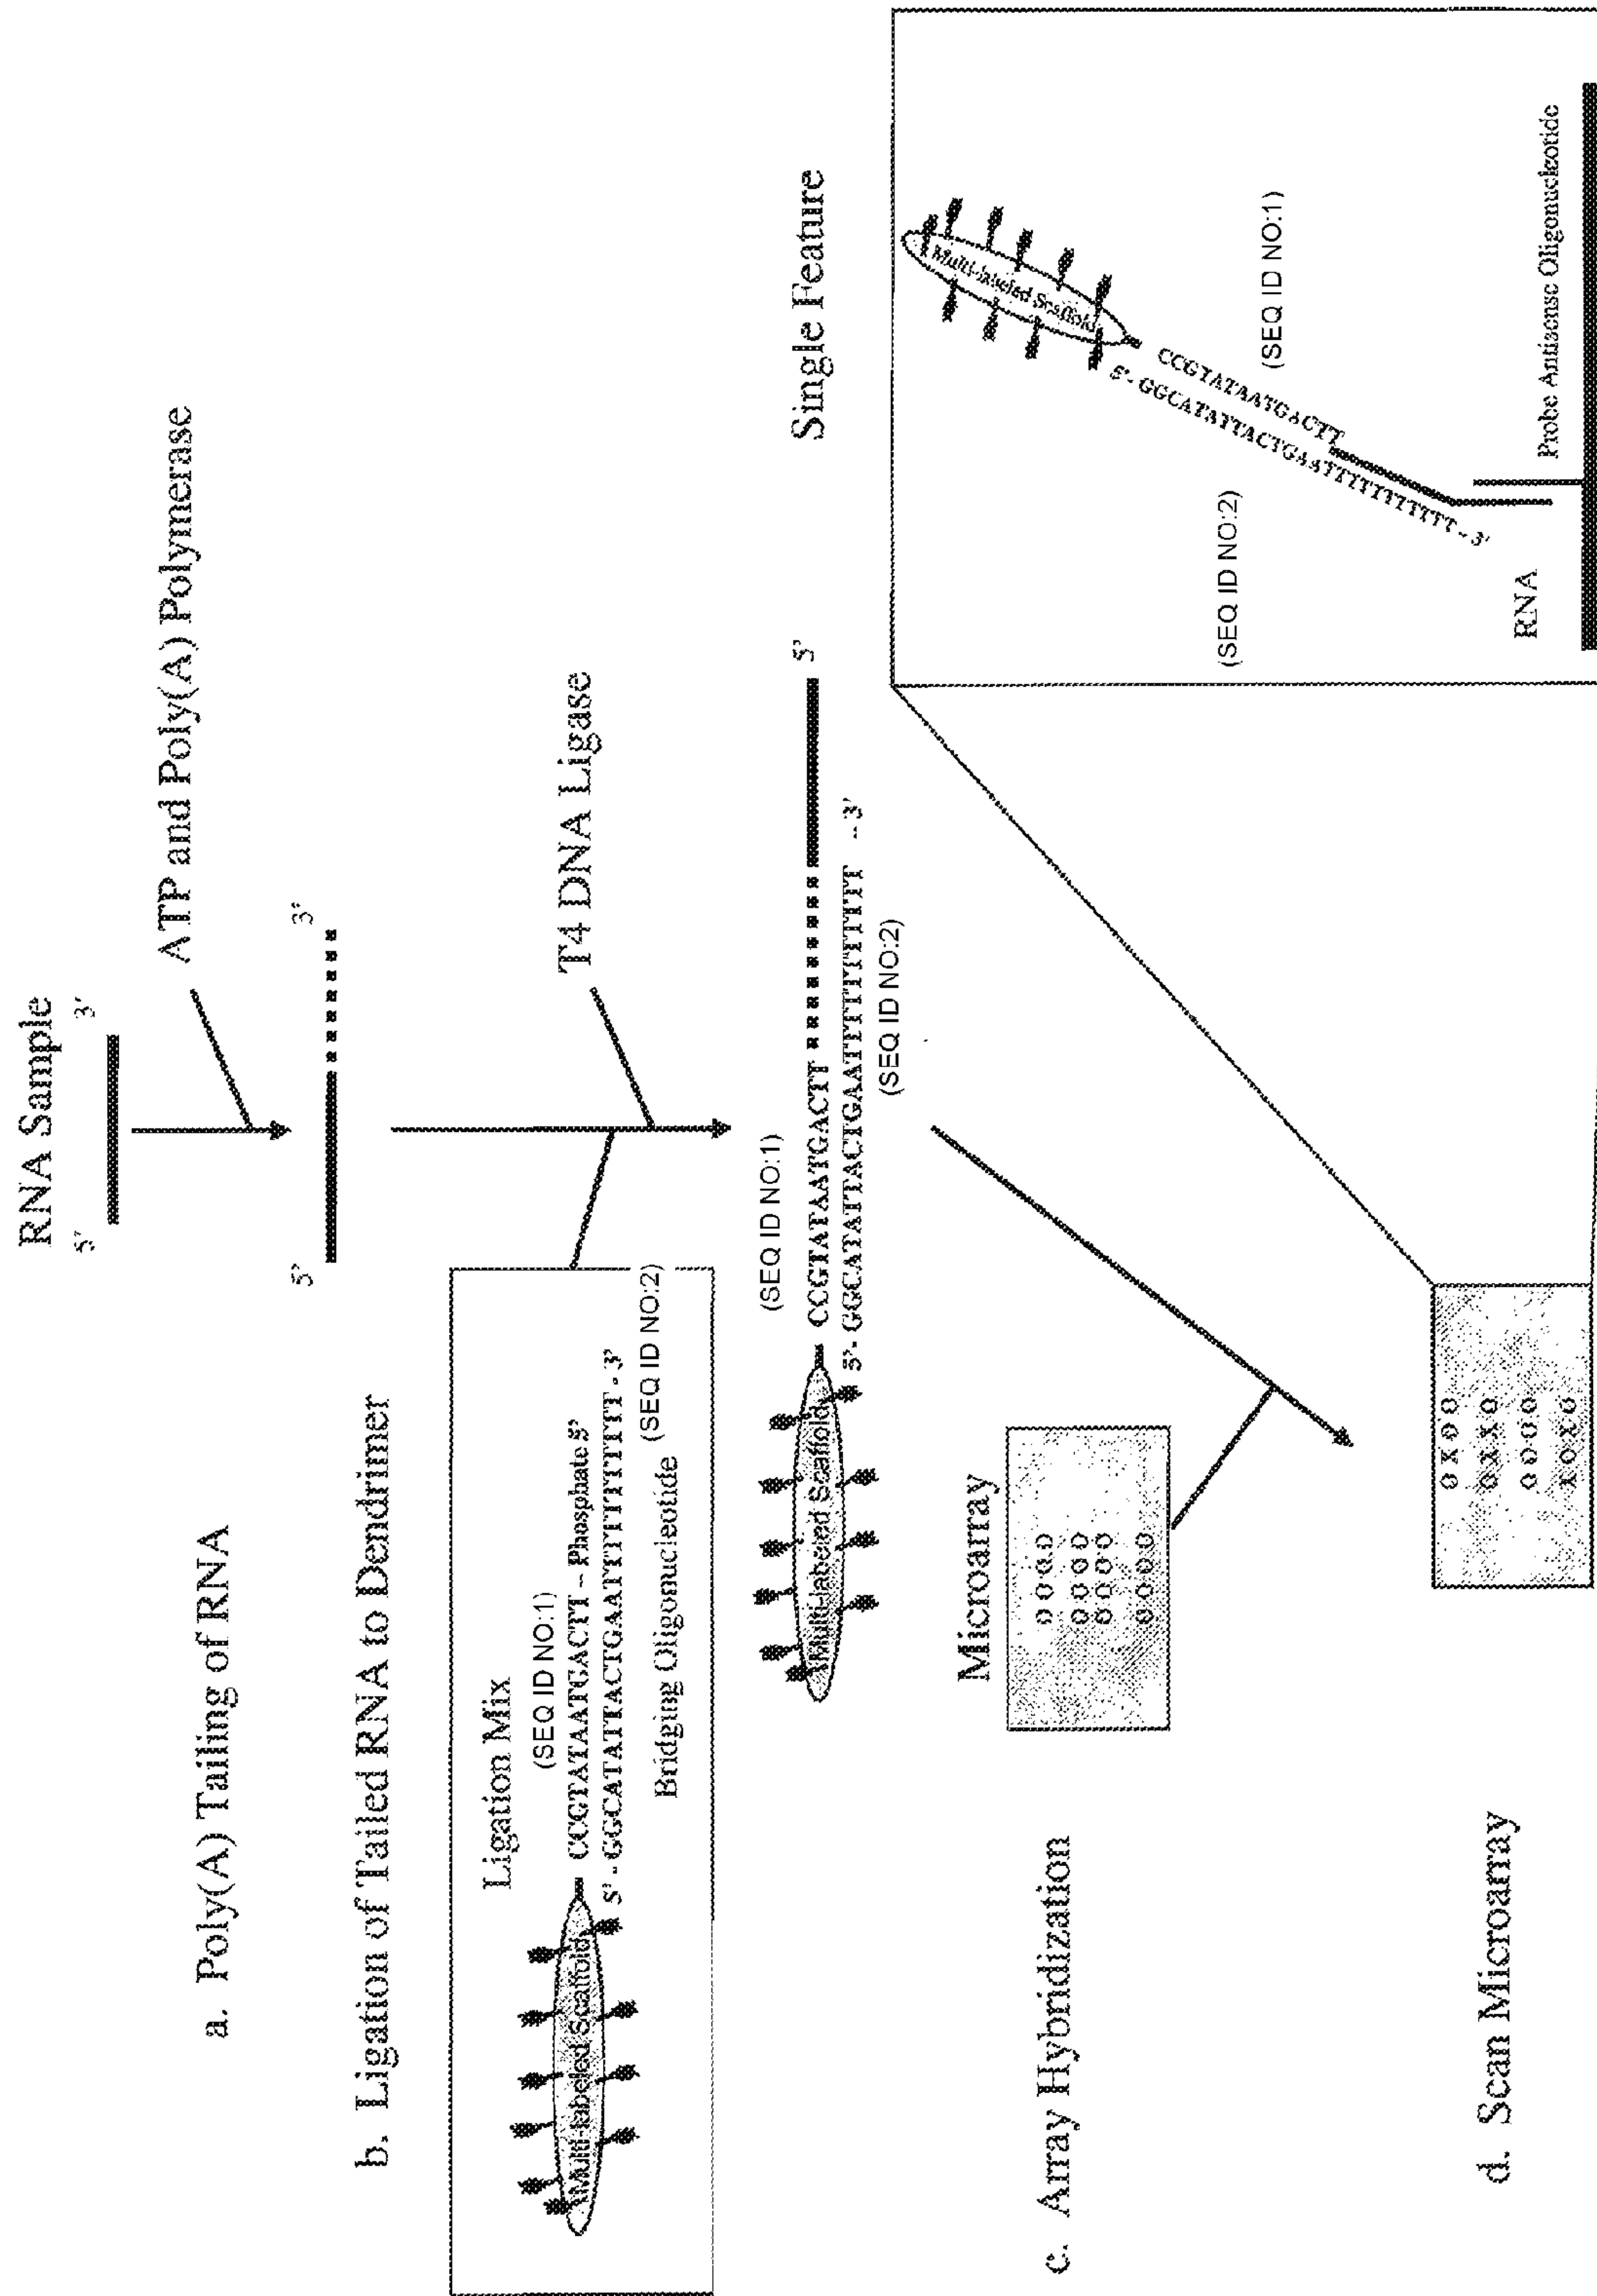 RNA Sample
5' 3'
a. Poly(A) Tailing of RNA
ATP and Poly(A) Polymerase
5' 3'
b. Ligation of Tailed RNA to Dendrimer
Ligation Mix
(SEQ ID NO:1)
Multi-labeled Scaffold CCGTATAATGACTT - Phosphate 5'
5'- GGCATATTACTGAATTTTTTTTTT - 3'
Bridging Oligonucleotide (SEQ ID NO:2)
T4 DNA Ligase
(SEQ ID NO:1)
Multi-labeled Scaffold CCGTATAATGACTT 5'
5'- GGCATATTACTGAATTTTTTTTTT -- 3'
(SEQ ID NO:2)
Microarray
O O O O
O O O O
O O O O
O O O O
c. Array Hybridization
Single Feature
Multi-labeled Scaffold
CCGTATAATGACTT
5'- GGCATATTACTGAATTTTTTTTTT -- 3'
(SEQ ID NO:2)
(SEQ ID NO:1)
RNA
Probe Antisense Oligonucleotide
d. Scan Microarray
O X O O
O X X O
O O O O
X O X O